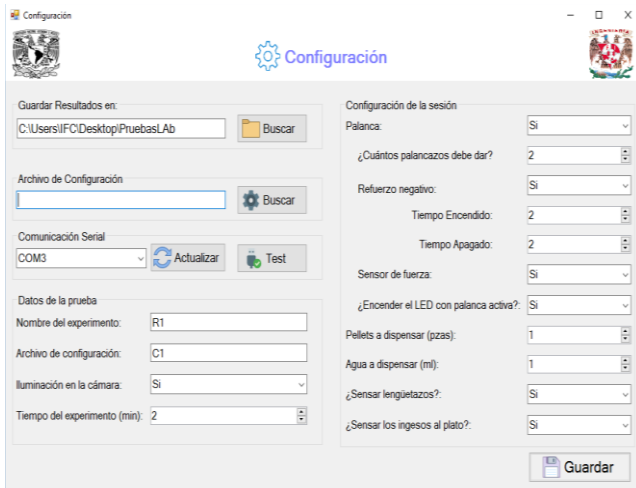 Configuración
Configuración
Guardar Resultados en:
C:\Users\IFC\Desktop\PruebasLAb
Buscar
Archivo de Configuración
Buscar
Comunicación Serial
COM3
Actualizar
Test
Datos de la prueba
Nombre del experimento: R1
Archivo de configuración: C1
Iluminación en la cámara: Si
Tiempo del experimento (min): 2
Configuración de la sesión
Palanca: Si
¿Cuántos palancazos debe dar? 2
Refuerzo negativo: Si
Tiempo Encendido: 2
Tiempo Apagado: 2
Sensor de fuerza: Si
¿Encender el LED con palanca activa?: Si
Pellets a dispensar (pzas): 1
Agua a dispensar (ml): 1
¿Sensar lengüetazos?: Si
¿Sensar los ingesos al plato?: Si
Guardar